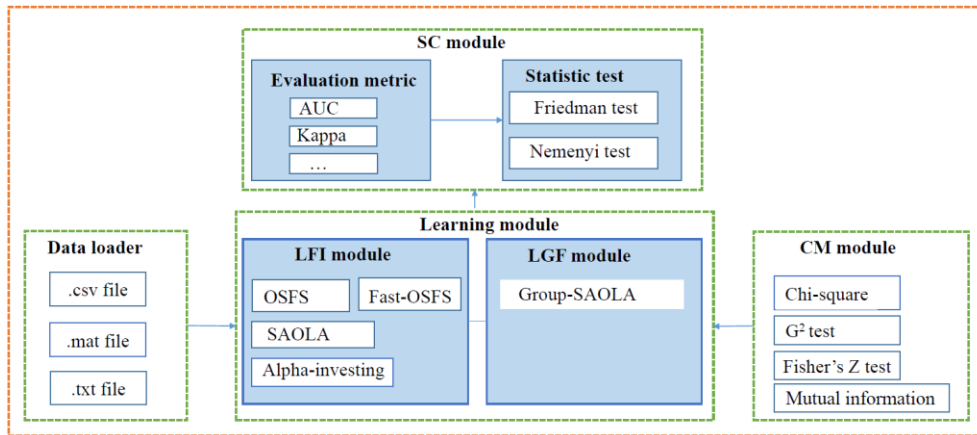 SC module
Evaluation metric
AUC
Kappa
…
Statistic test
Friedman test
Nemenyi test
Data loader
.csv file
.mat file
.txt file
Learning module
LFI module
OSFS
Fast-OSFS
SAOLA
Alpha-investing
LGF module
Group-SAOLA
CM module
Chi-square
G² test
Fisher’s Z test
Mutual information